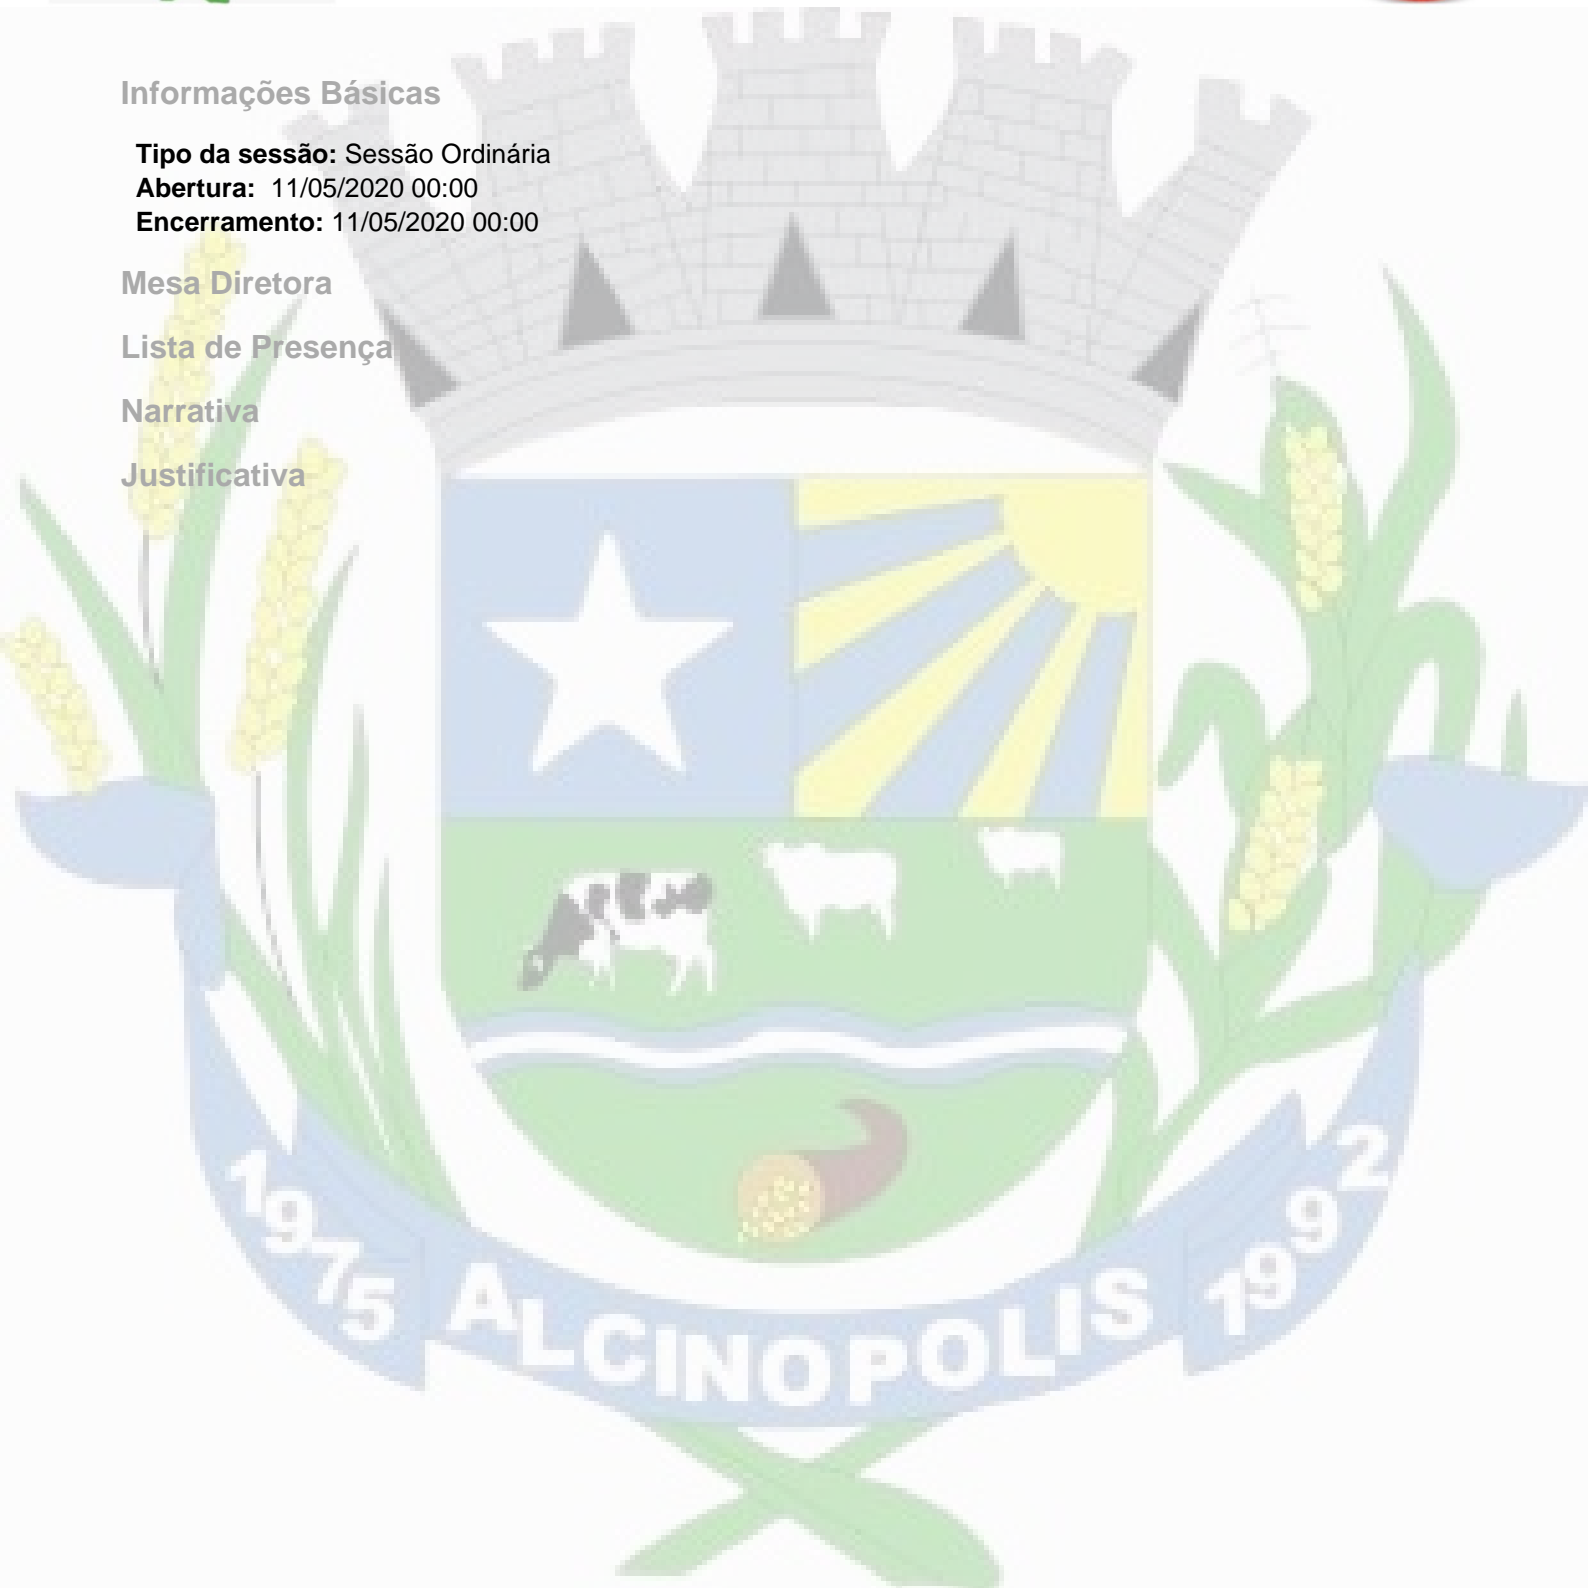 Informações Básicas
Tipo da sessão: Sessão Ordinária
Abertura: 11/05/2020 00:00
Encerramento: 11/05/2020 00:00
Mesa Diretora
Lista de Presença
Narrativa
Justificativa
1975 ALCINOPOLIS 1992